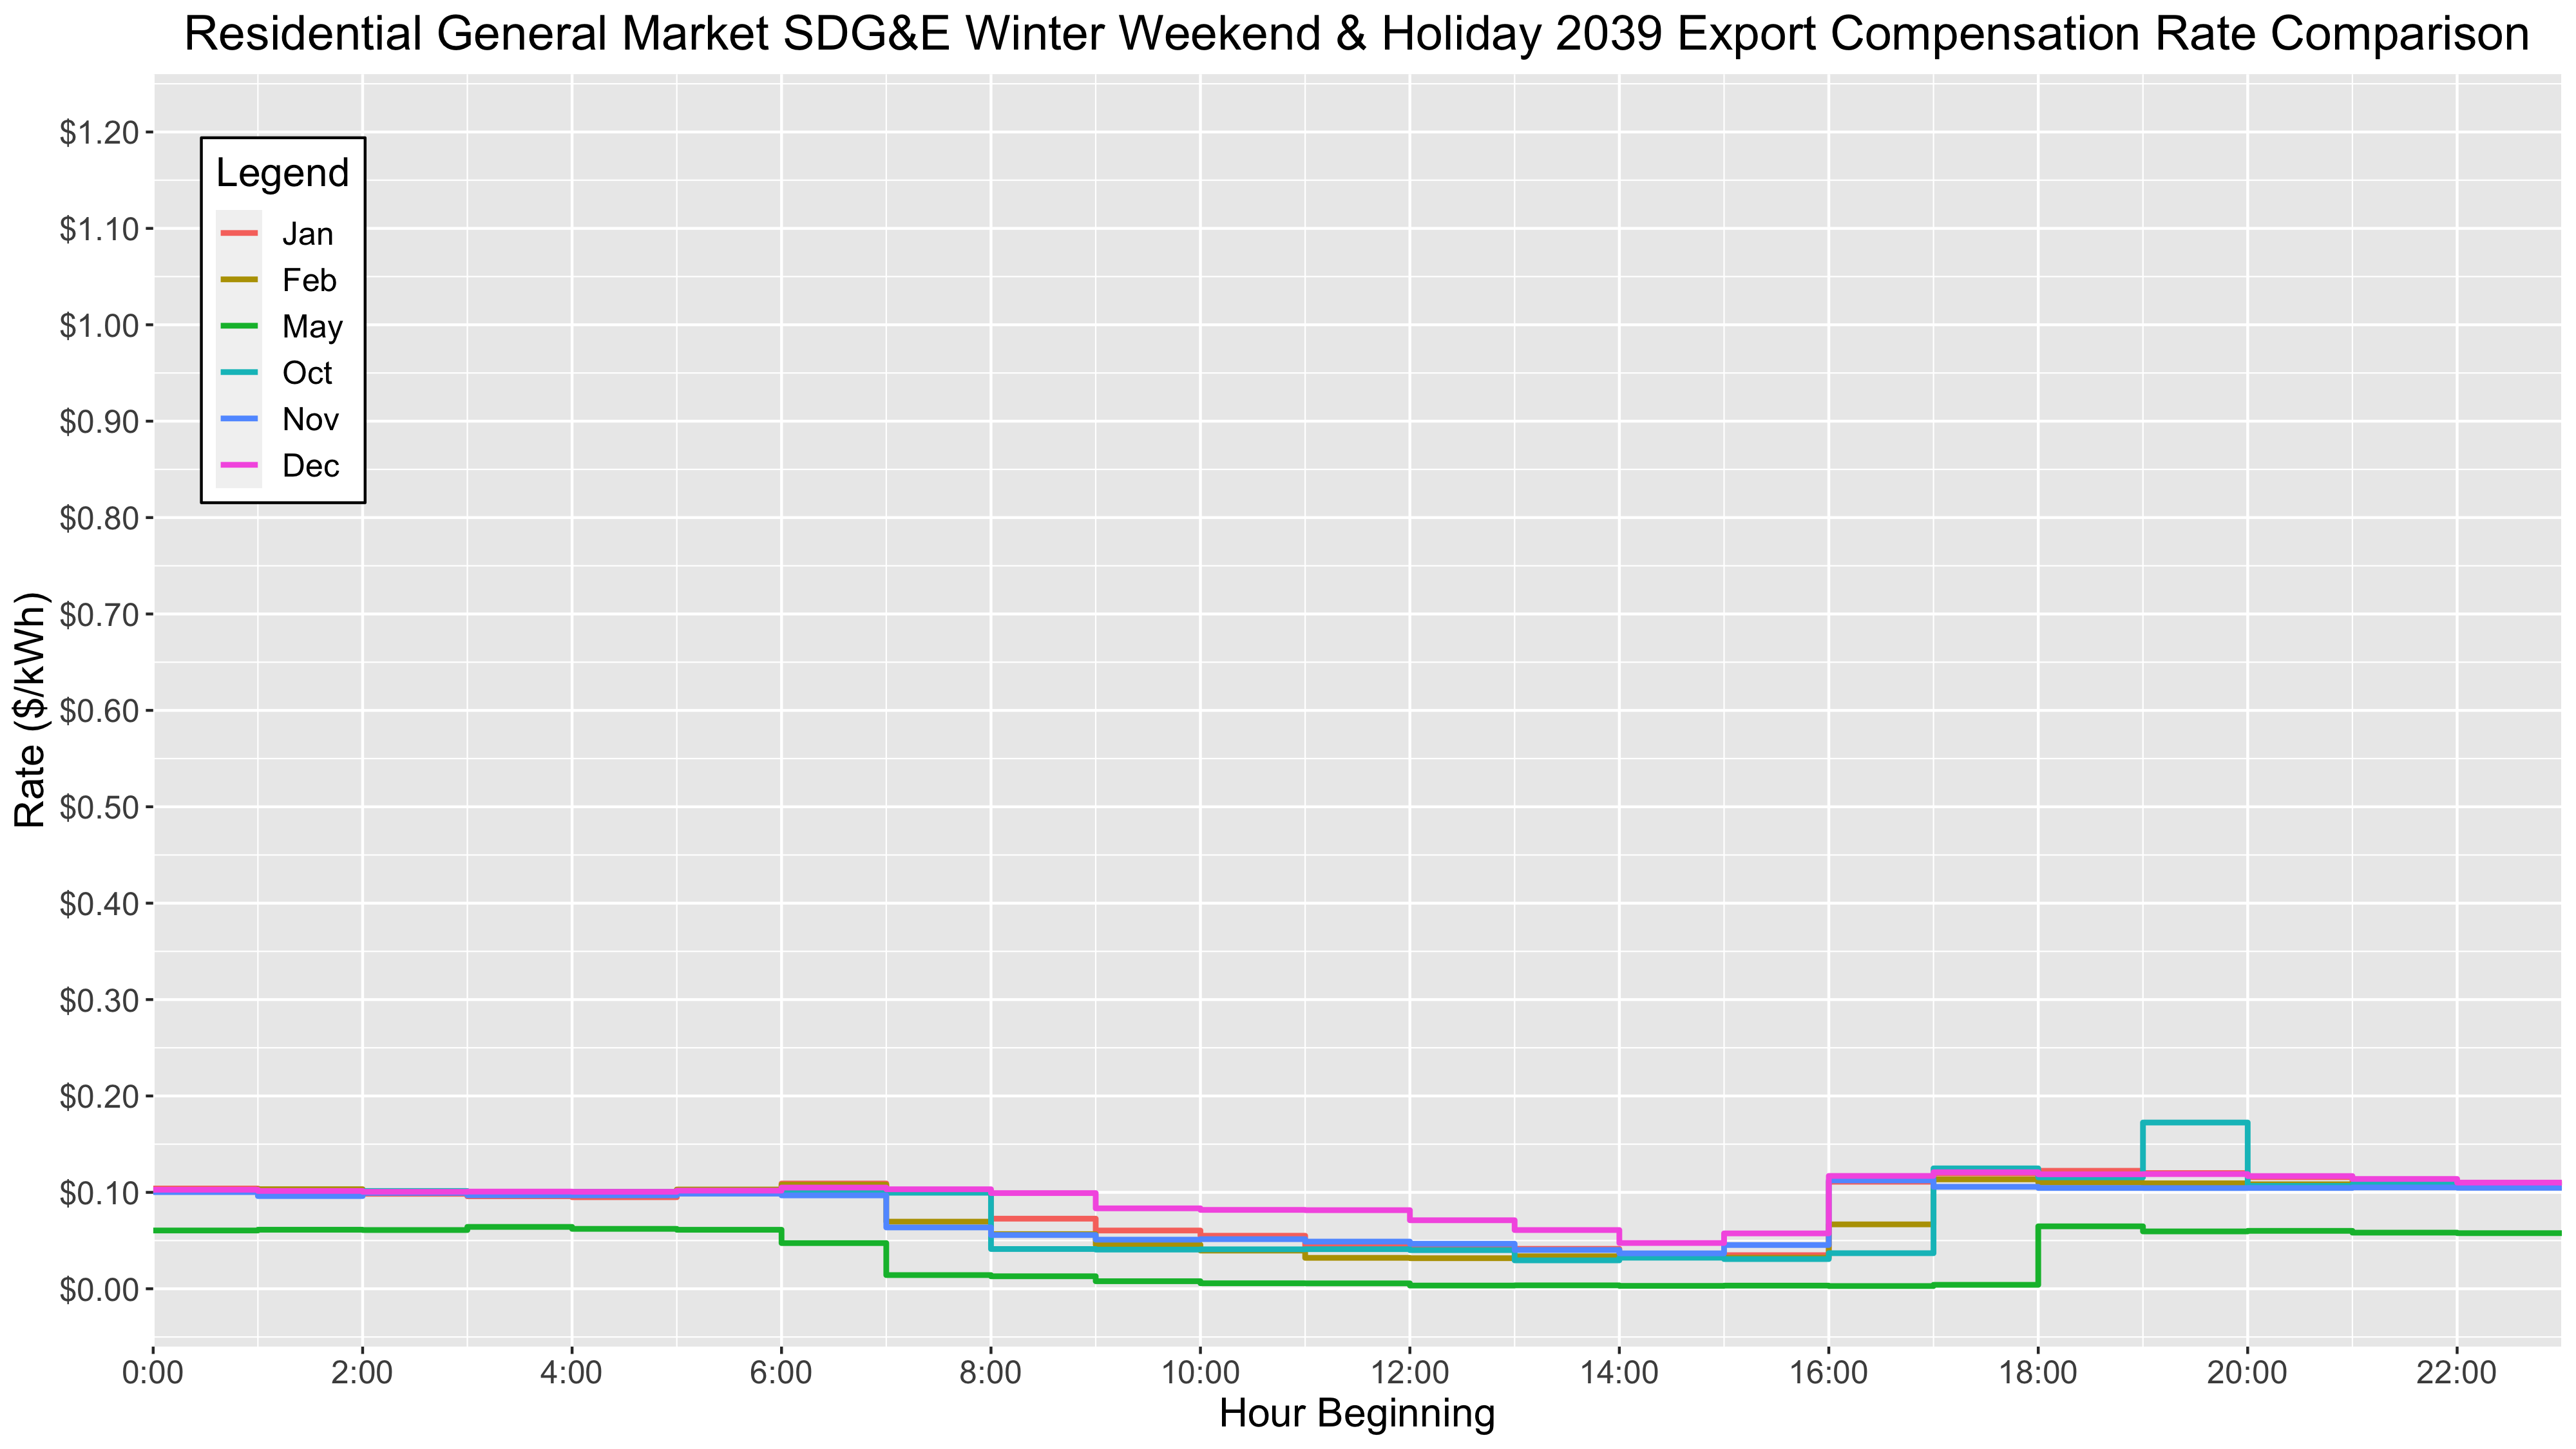 Residential General Market SDG&E Winter Weekend & Holiday 2039 Export Compensation Rate Comparison
Rate ($/kWh)
$1.20
$1.10
$1.00
$0.90
$0.80
$0.70
$0.60
$0.50
$0.40
$0.30
$0.20
$0.10
$0.00
Legend
Jan
Feb
May
Oct
Nov
Dec
0:00 2:00 4:00 6:00 8:00 10:00 12:00 14:00 16:00 18:00 20:00 22:00
Hour Beginning